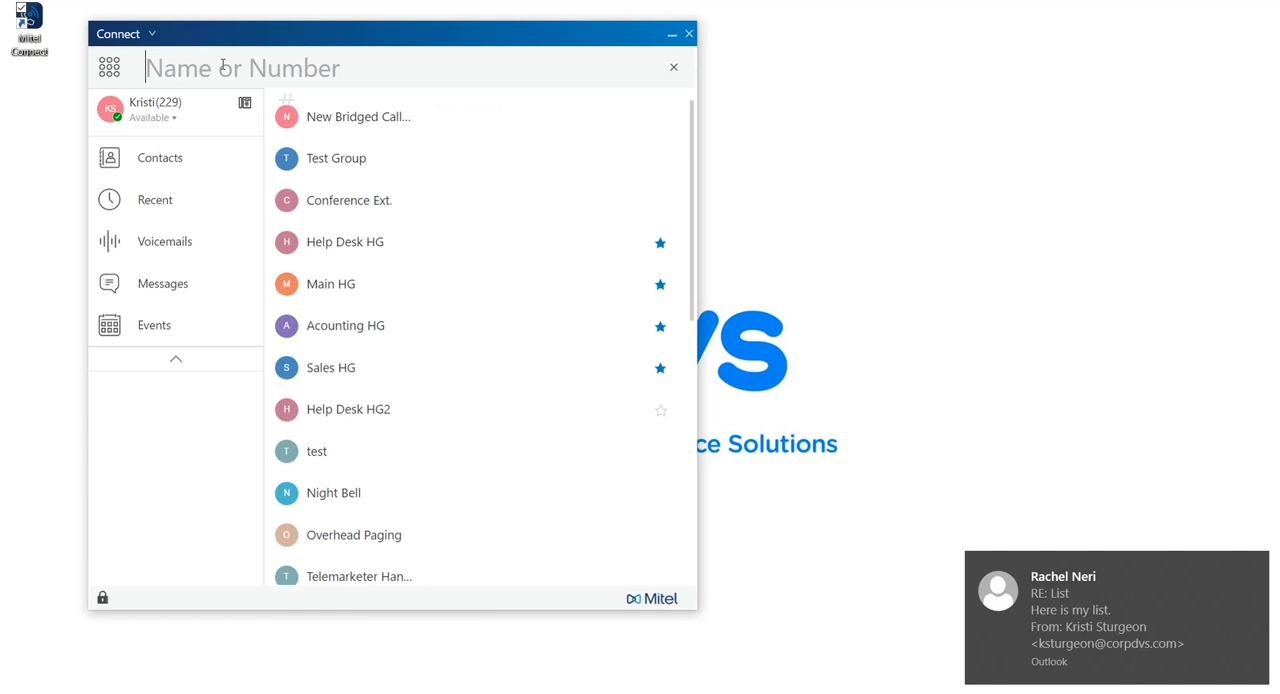 Mitel
Connect
Connect
Name or Number
KS
Kristi(229)
Available
Contacts
Recent
Voicemails
Messages
Events
#
N
New Bridged Call...
T
Test Group
C
Conference Ext.
H
Help Desk HG
M
Main HG
A
Acounting HG
S
Sales HG
H
Help Desk HG2
T
test
N
Night Bell
O
Overhead Paging
T
Telemarketer Han...
Mitel
vs
ce Solutions
Rachel Neri
RE: List
Here is my list.
From: Kristi Sturgeon
<ksturgeon@corpdvs.com>
Outlook